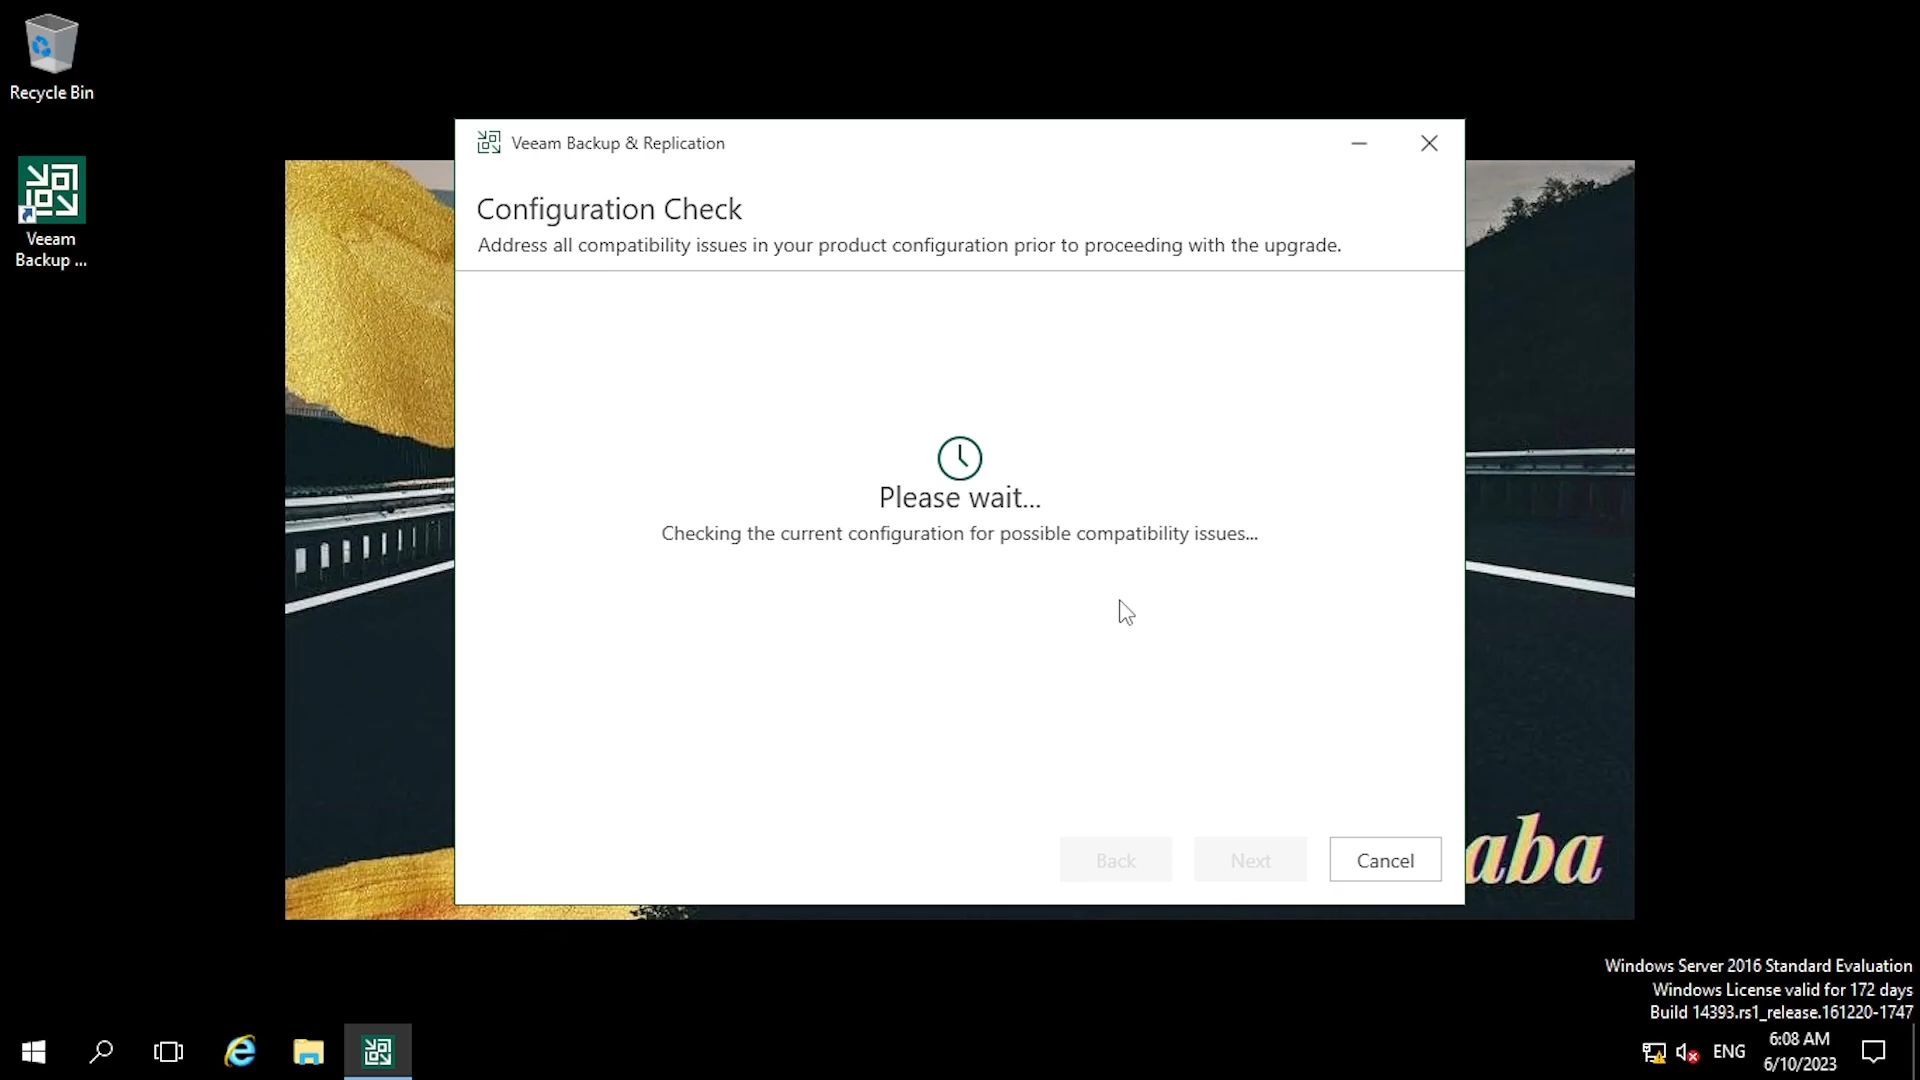 Recycle Bin
Veeam
Backup ...
Veeam Backup & Replication
Configuration Check
Address all compatibility issues in your product configuration prior to proceeding with the upgrade.
Please wait...
Checking the current configuration for possible compatibility issues...
Back
Next
Cancel
aba
Windows Server 2016 Standard Evaluation
Windows License valid for 172 days
Build 14393.rs1_release.161220-1747
ENG
6:08 AM
6/10/2023